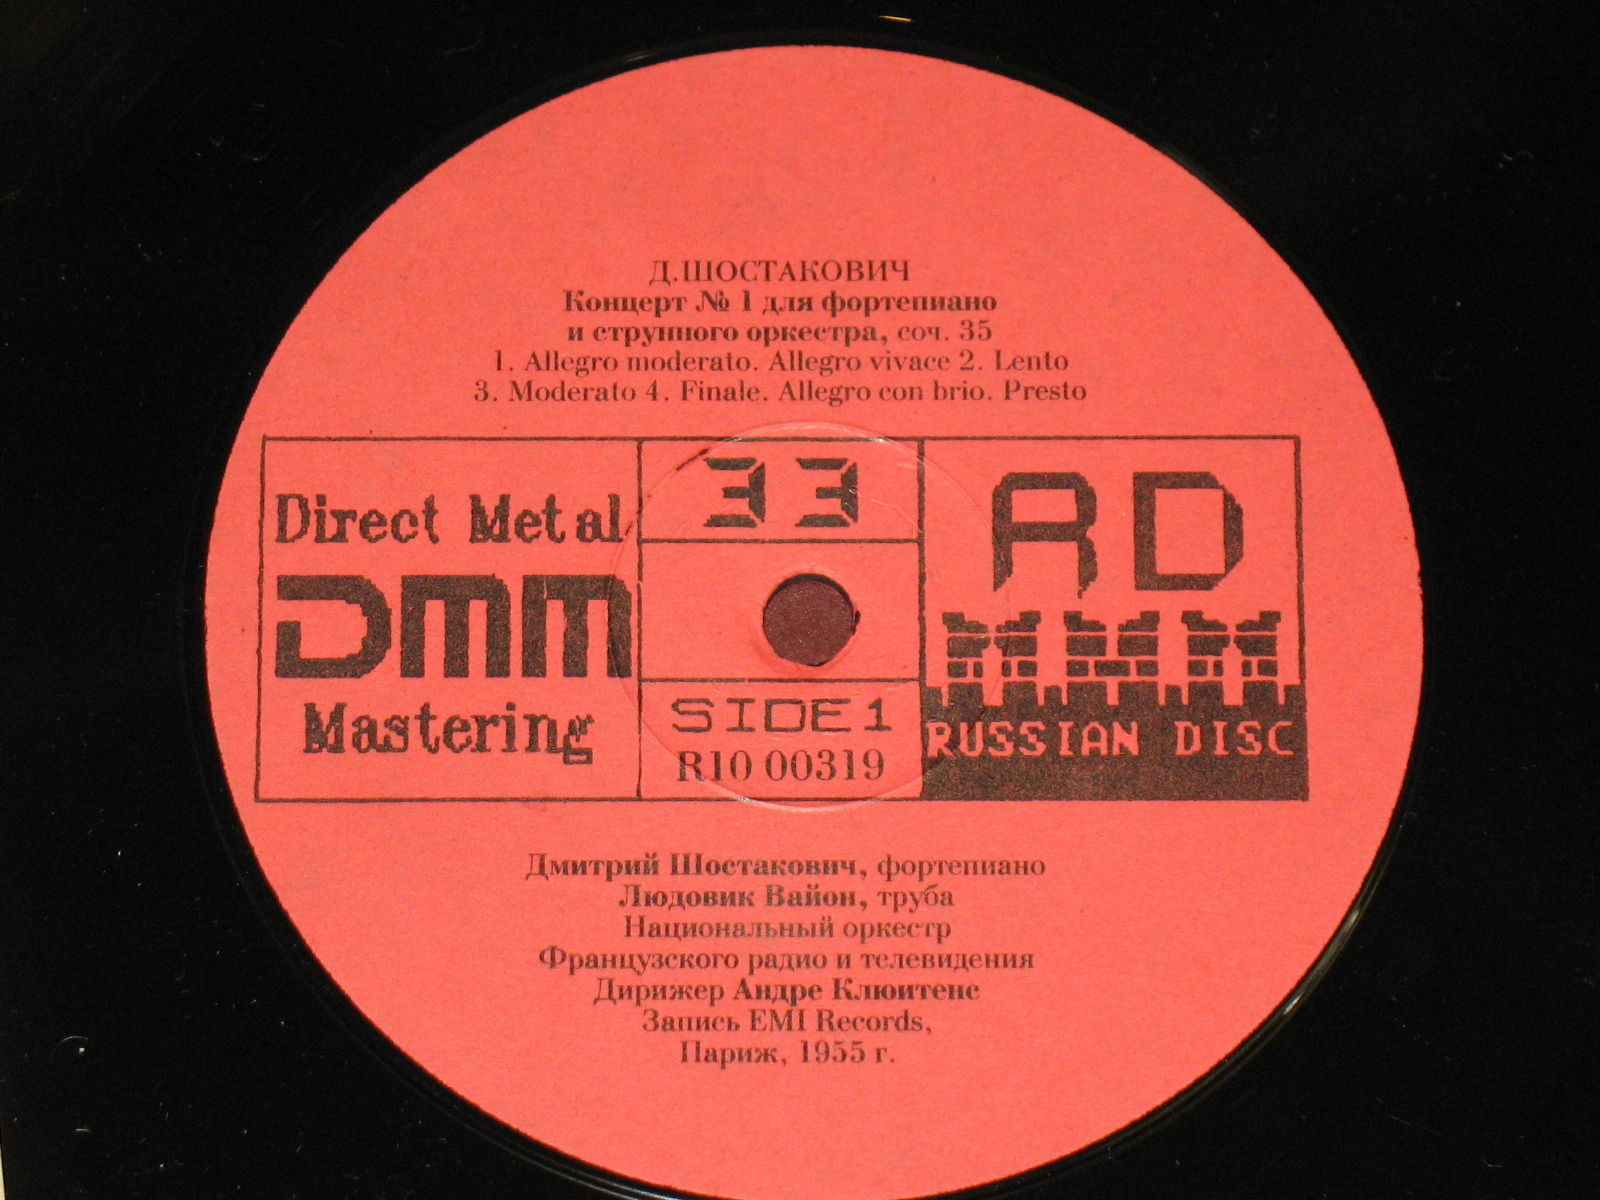 Д.ШОСТАКОВИЧ
Концерт № 1 для фортепиано
и струнного оркестра, соч. 35
1. Allegro moderato. Allegro vivace 2. Lento
3. Moderato 4. Finale. Allegro con brio. Presto
Direct Metal
DMM
Mastering
33
SIDE 1
R10 00319
RD
RUSSIAN DISC
Дмитрий Шостакович, фортепиано
Людовик Вайон, труба
Национальный оркестр
Французского радио и телевидения
Дирижер Андре Клюитенс
Запись EMI Records,
Париж, 1955 г.